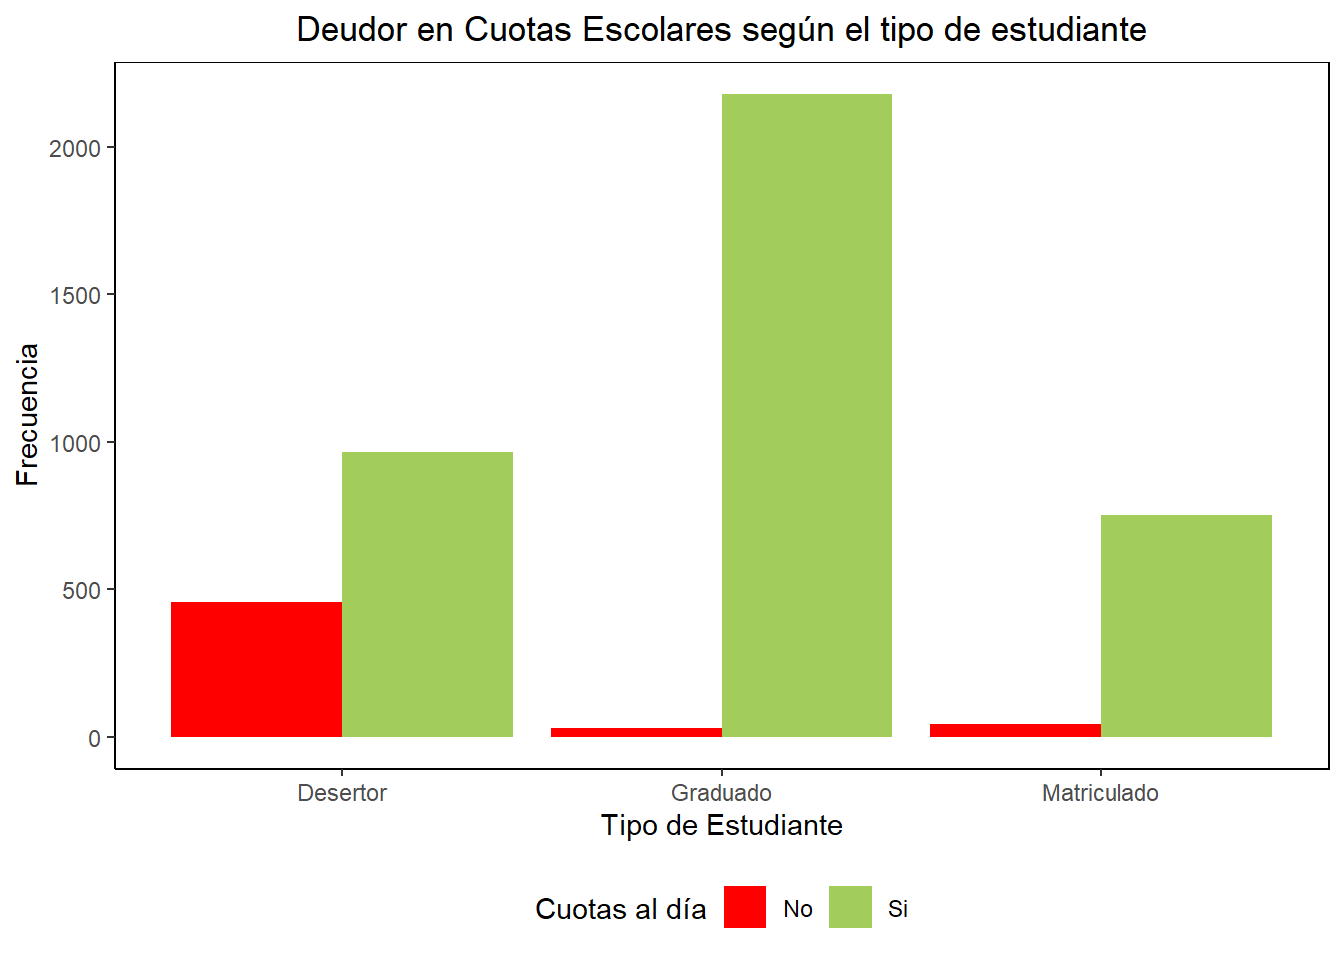 Deudor en Cuotas Escolares según el tipo de estudiante
Frecuencia
2000
1500
1000
500
0
Desertor
Graduado
Matriculado
Tipo de Estudiante
Cuotas al día
No
Si